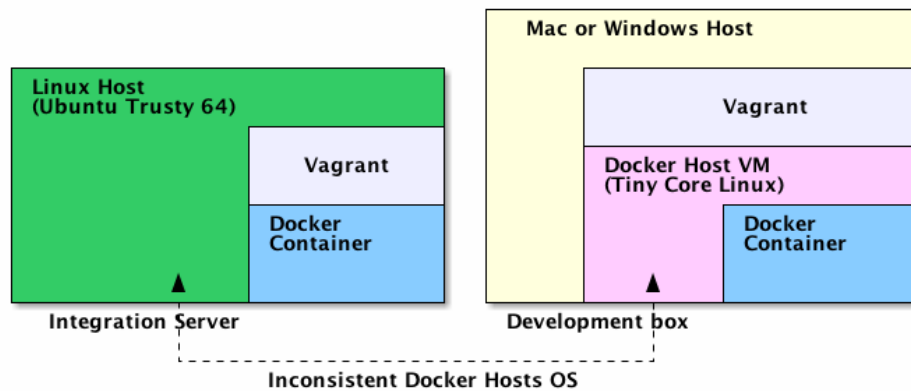 Linux Host
(Ubuntu Trusty 64)
Vagrant
Docker
Container
Integration Server
Mac or Windows Host
Vagrant
Docker Host VM
(Tiny Core Linux)
Docker
Container
Development box
Inconsistent Docker Hosts OS